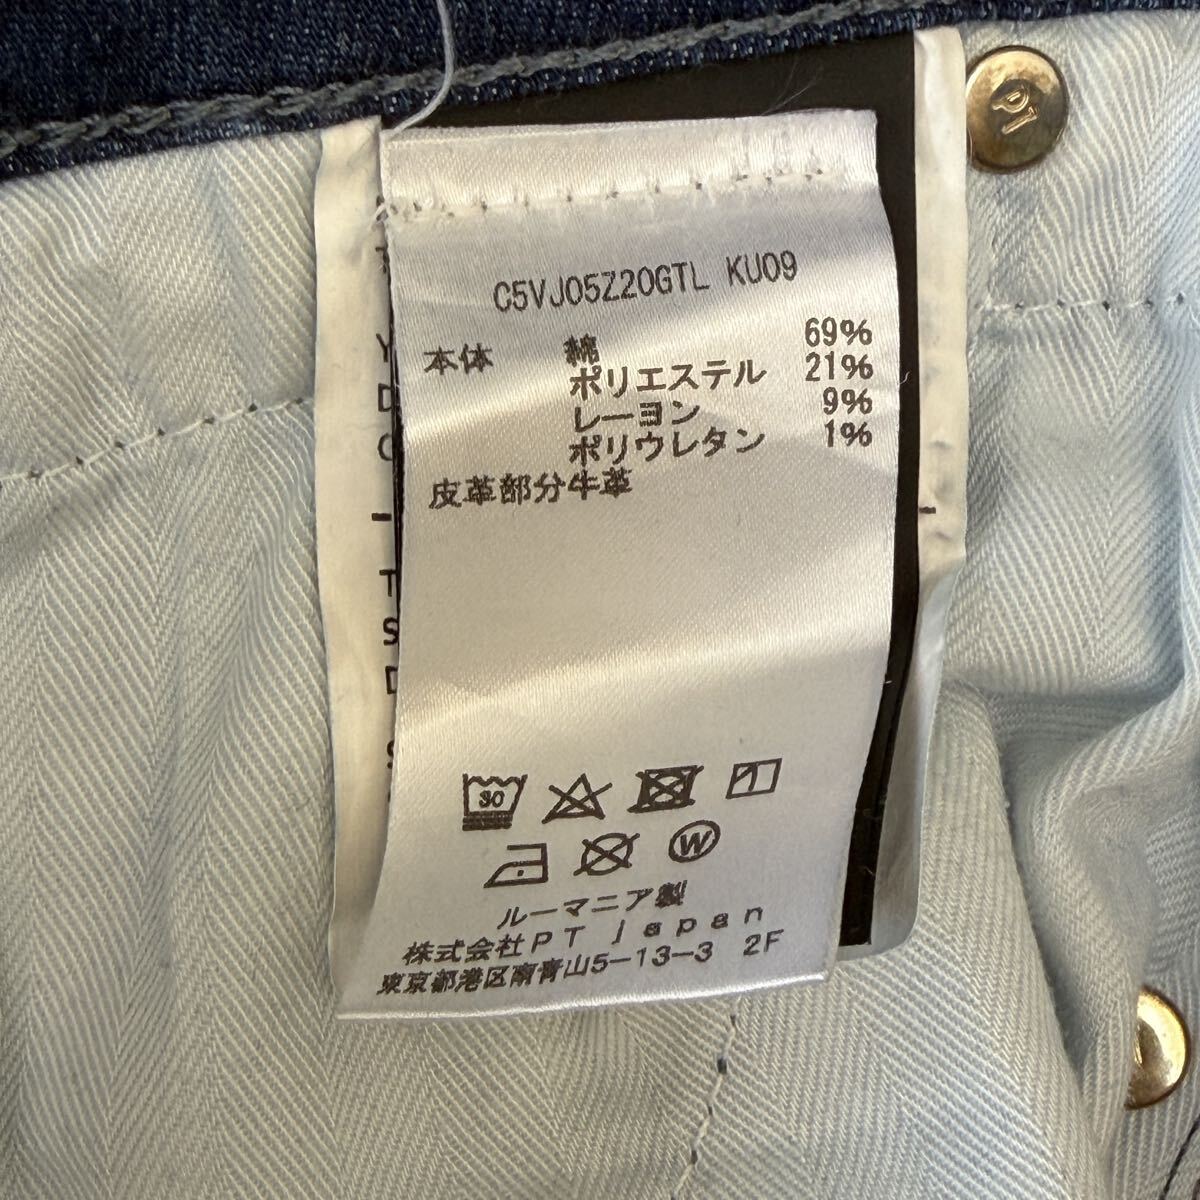 PT
C5VJ05Z20GTL KU09
本体 綿 69%
ポリエステル 21%
レーヨン 9%
ポリウレタン 1%
皮革部分牛革
30
W
ルーマニア製
株式会社PT Japan
東京都港区南青山5-13-3 2F